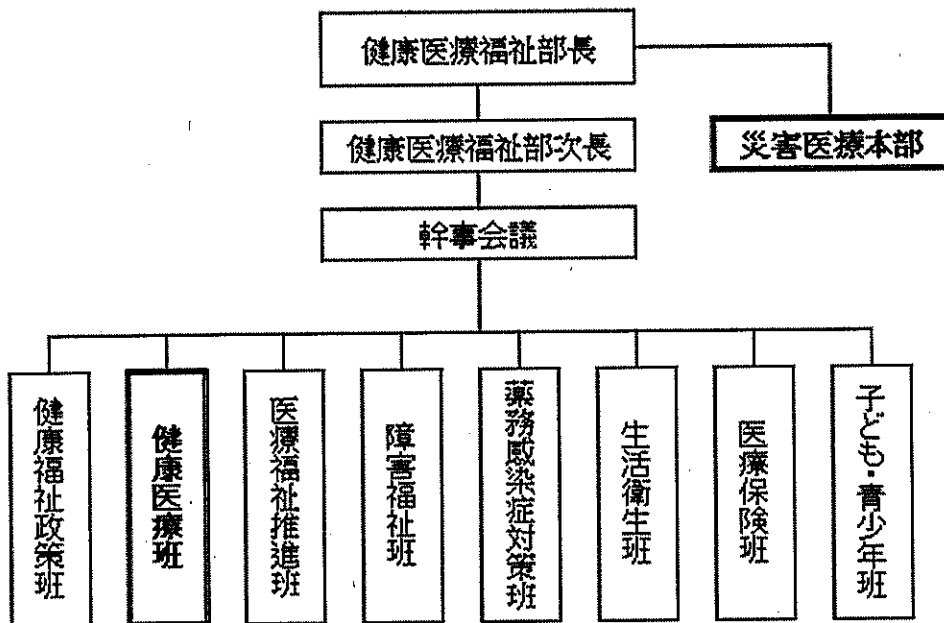 健康医療福祉部長
健康医療福祉部次長
災害医療本部
幹事会議
健康福祉政策班
健康医療班
医療福祉推進班
障害福祉班
薬務感染症対策班
生活衛生班
医療保険班
子ども・青少年班